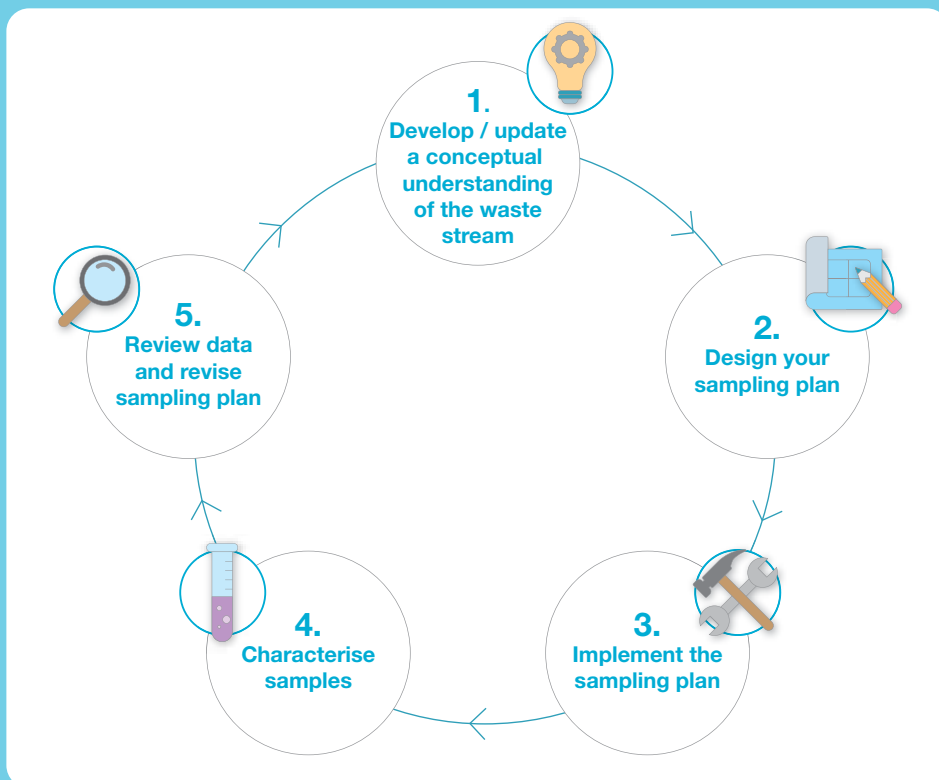 1.
Develop / update
a conceptual
understanding
of the waste
stream
2.
Design your
sampling plan
3.
Implement the
sampling plan
4.
Characterise
samples
5.
Review data
and revise
sampling plan